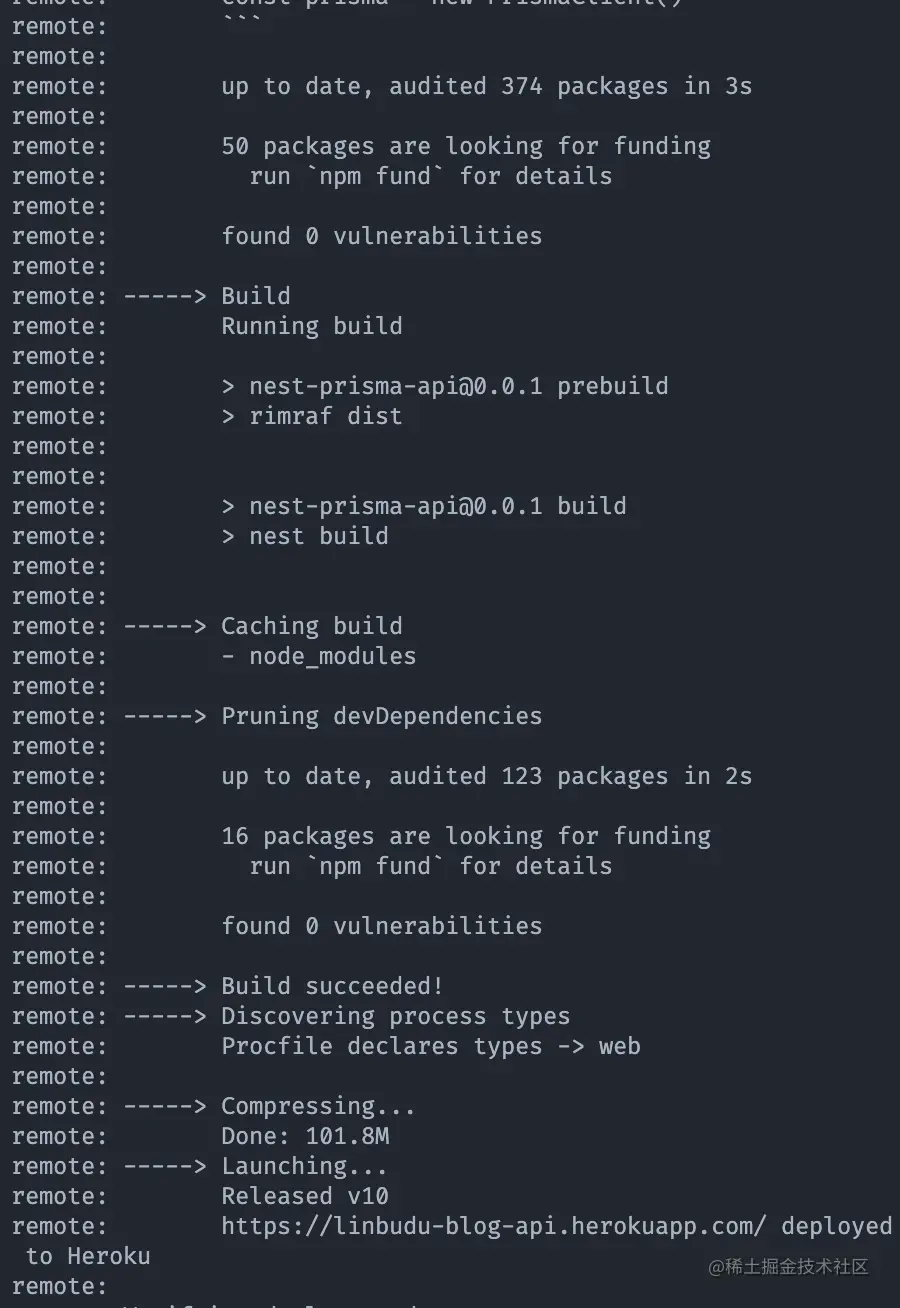 remote:        const prisma = new PrismaClient()
remote:        ```
remote:
remote:        up to date, audited 374 packages in 3s
remote:
remote:        50 packages are looking for funding
remote:          run `npm fund` for details
remote:
remote:        found 0 vulnerabilities
remote:
remote: -----> Build
remote:        Running build
remote:
remote:        > nest-prisma-api@0.0.1 prebuild
remote:        > rimraf dist
remote:
remote:
remote:        > nest-prisma-api@0.0.1 build
remote:        > nest build
remote:
remote:
remote: -----> Caching build
remote:        - node_modules
remote:
remote: -----> Pruning devDependencies
remote:
remote:        up to date, audited 123 packages in 2s
remote:
remote:        16 packages are looking for funding
remote:          run `npm fund` for details
remote:
remote:        found 0 vulnerabilities
remote:
remote: -----> Build succeeded!
remote: -----> Discovering process types
remote:        Procfile declares types -> web
remote:
remote: -----> Compressing...
remote:        Done: 101.8M
remote: -----> Launching...
remote:        Released v10
remote:        https://linbudu-blog-api.herokuapp.com/ deployed
 to Heroku
@稀土掘金技术社区
remote: